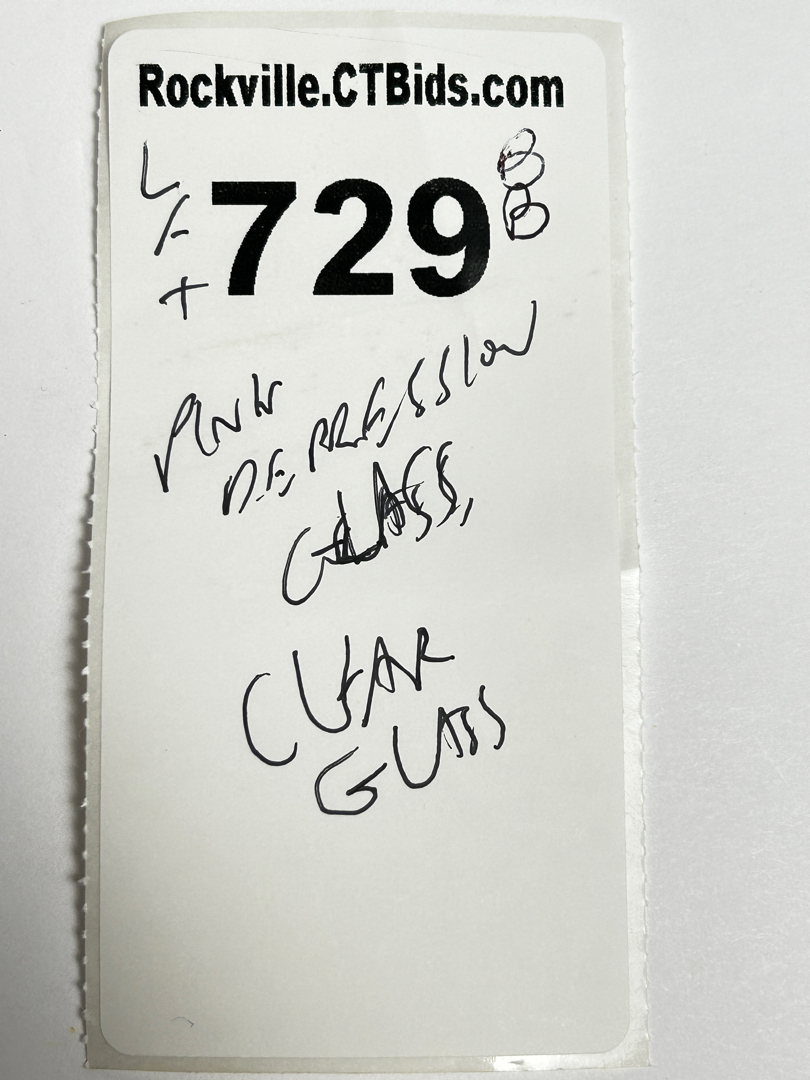 Rockville.CTBids.com
729
B
B
PINK
DEPRESSION
GLASS,
CLEAR
GLASS